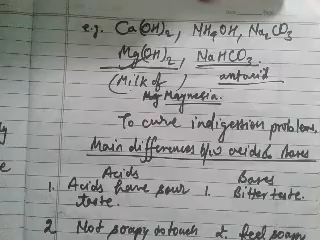 e.g. Ca(OH)2, NH4OH, Na2CO3
Mg(OH)2, NaHCO3.
(Milk of Magnesia.) antacid
To cure indigestion problem.
Main differences b/w acids & bases
Acids Bases
1. Acids have sour taste. 1. Bitter taste.
2. Not soapy to touch 2. feel soapy